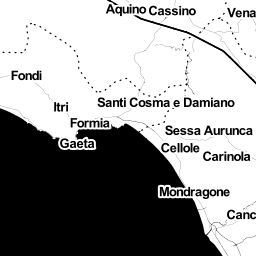 Aquino Cassino
Vena
Fondi
Itri
Santi Cosma e Damiano
Formia
Sessa Aurunca
Gaeta
Cellole
Carinola
Mondragone
Canc